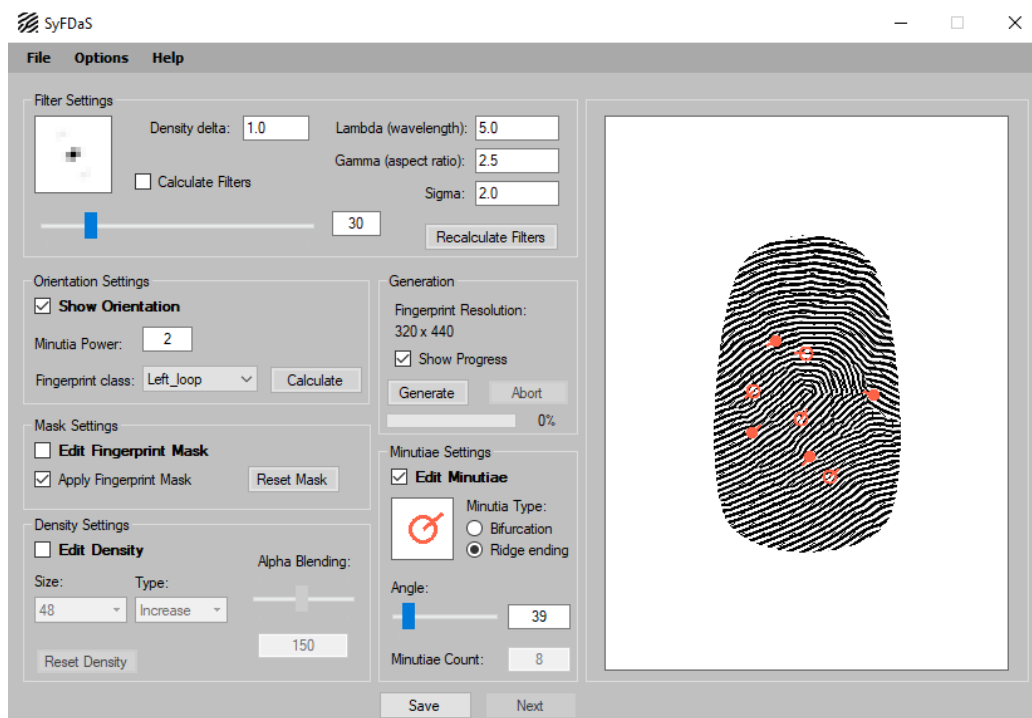 SyFDaS
File Options Help
Filter Settings
Density delta: 1.0
Lambda (wavelength): 5.0
Gamma (aspect ratio): 2.5
Calculate Filters
Sigma: 2.0
30
Recalculate Filters
Orientation Settings
Show Orientation
Minutia Power: 2
Fingerprint class: Left_loop Calculate
Generation
Fingerprint Resolution:
320 x 440
Show Progress
Generate Abort
0%
Mask Settings
Edit Fingerprint Mask
Apply Fingerprint Mask Reset Mask
Minutiae Settings
Edit Minutiae
Minutia Type:
Bifurcation
Ridge ending
Angle:
39
Minutiae Count: 8
Density Settings
Edit Density
Alpha Blending:
Size: Type:
48 Increase
150
Reset Density
Save Next